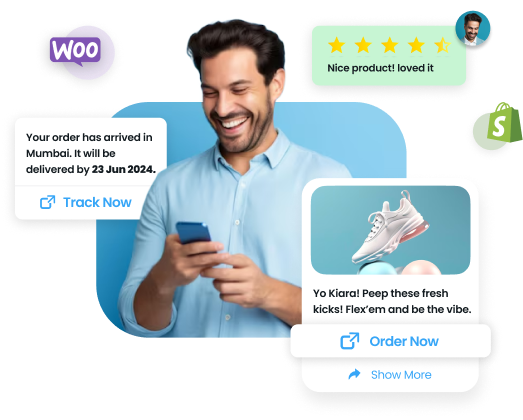 Woo
Nice product! loved it
Your order has arrived in
Mumbai. It will be
delivered by 23 Jun 2024.
Track Now
S
Yo Kiara! Peep these fresh
kicks! Flex’em and be the vibe.
Order Now
Show More